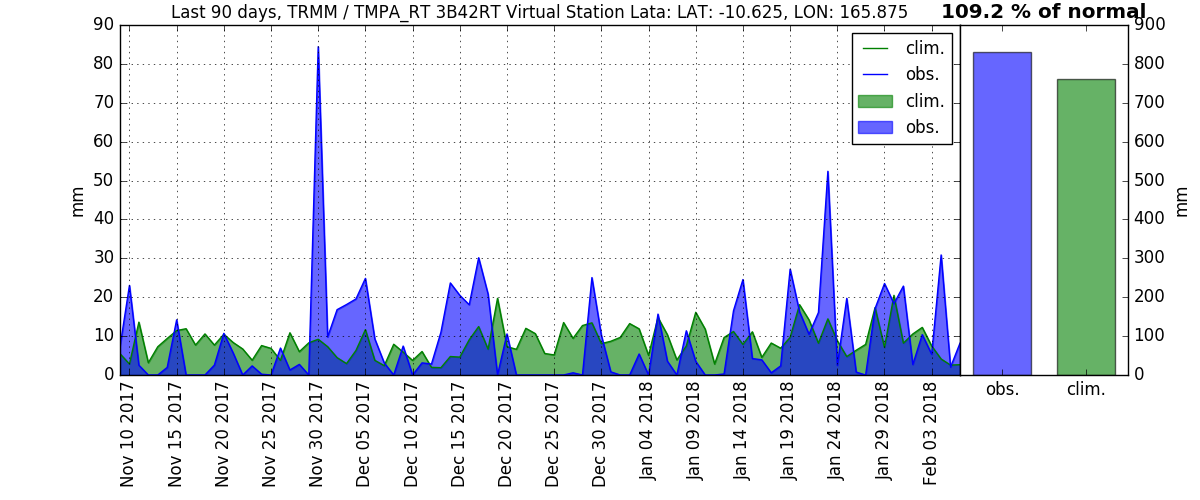 Last 90 days, TRMM / TMPA_RT 3B42RT Virtual Station Lata: LAT: -10.625, LON: 165.875
109.2 % of normal
90
80
70
60
50
40
30
20
10
0
mm
clim.
obs.
clim.
obs.
900
800
700
600
500
400
300
200
100
0
mm
Nov 10 2017
Nov 15 2017
Nov 20 2017
Nov 25 2017
Nov 30 2017
Dec 05 2017
Dec 10 2017
Dec 15 2017
Dec 20 2017
Dec 25 2017
Dec 30 2017
Jan 04 2018
Jan 09 2018
Jan 14 2018
Jan 19 2018
Jan 24 2018
Jan 29 2018
Feb 03 2018
obs.
clim.